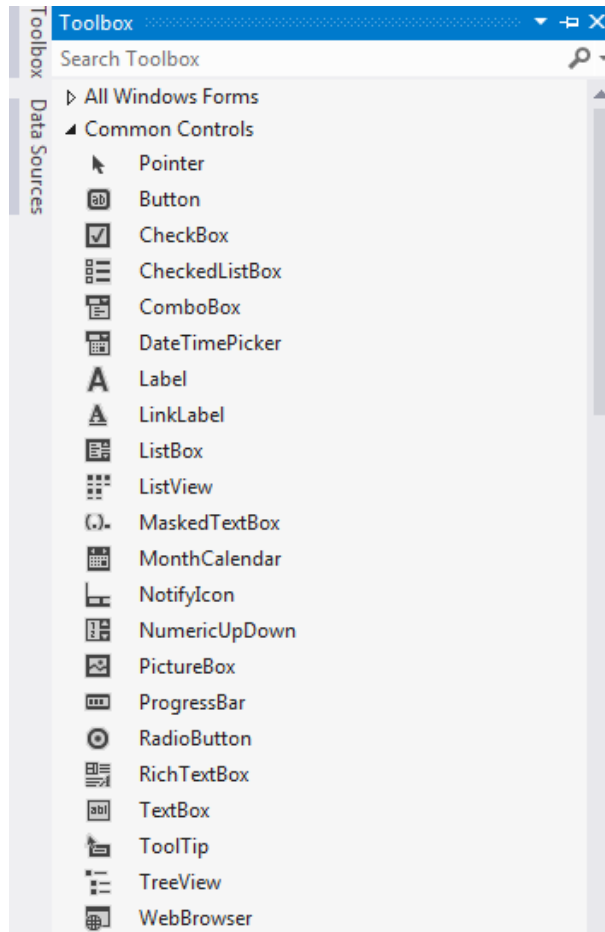 Toolbox
Data Sources
Toolbox
Search Toolbox
All Windows Forms
Common Controls
Pointer
Button
CheckBox
CheckedListBox
ComboBox
DateTimePicker
Label
LinkLabel
ListBox
ListView
MaskedTextBox
MonthCalendar
NotifyIcon
NumericUpDown
PictureBox
ProgressBar
RadioButton
RichTextBox
TextBox
ToolTip
TreeView
WebBrowser